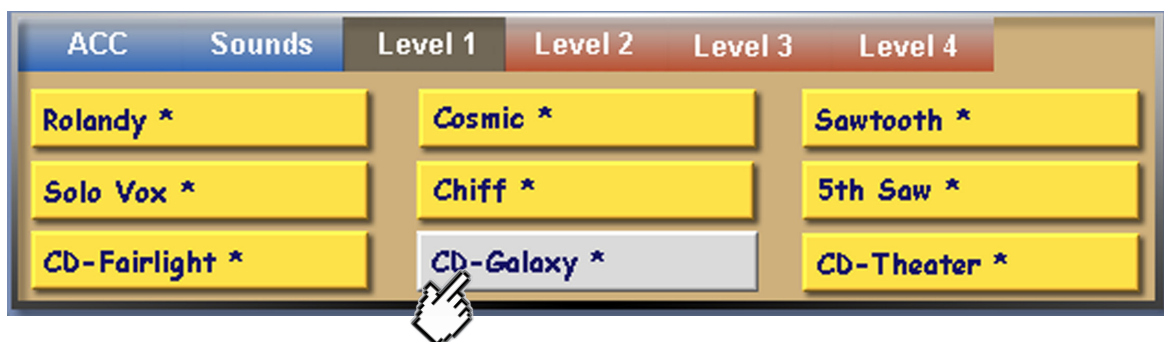 ACC Sounds Level 1 Level 2 Level 3 Level 4
Rolandy * Cosmic * Sawtooth *
Solo Vox * Chiff * 5th Saw *
CD-Fairlight * CD-Galaxy * CD-Theater *